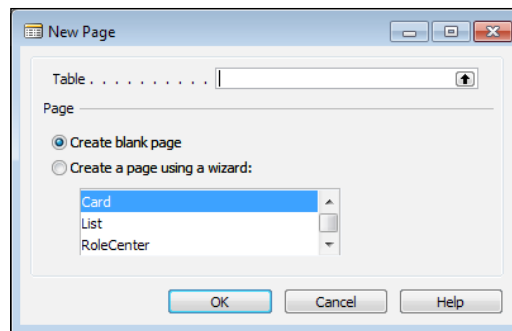 New Page
Table . . . . . . . . . .
Page
Create blank page
Create a page using a wizard:
Card
List
RoleCenter
OK Cancel Help